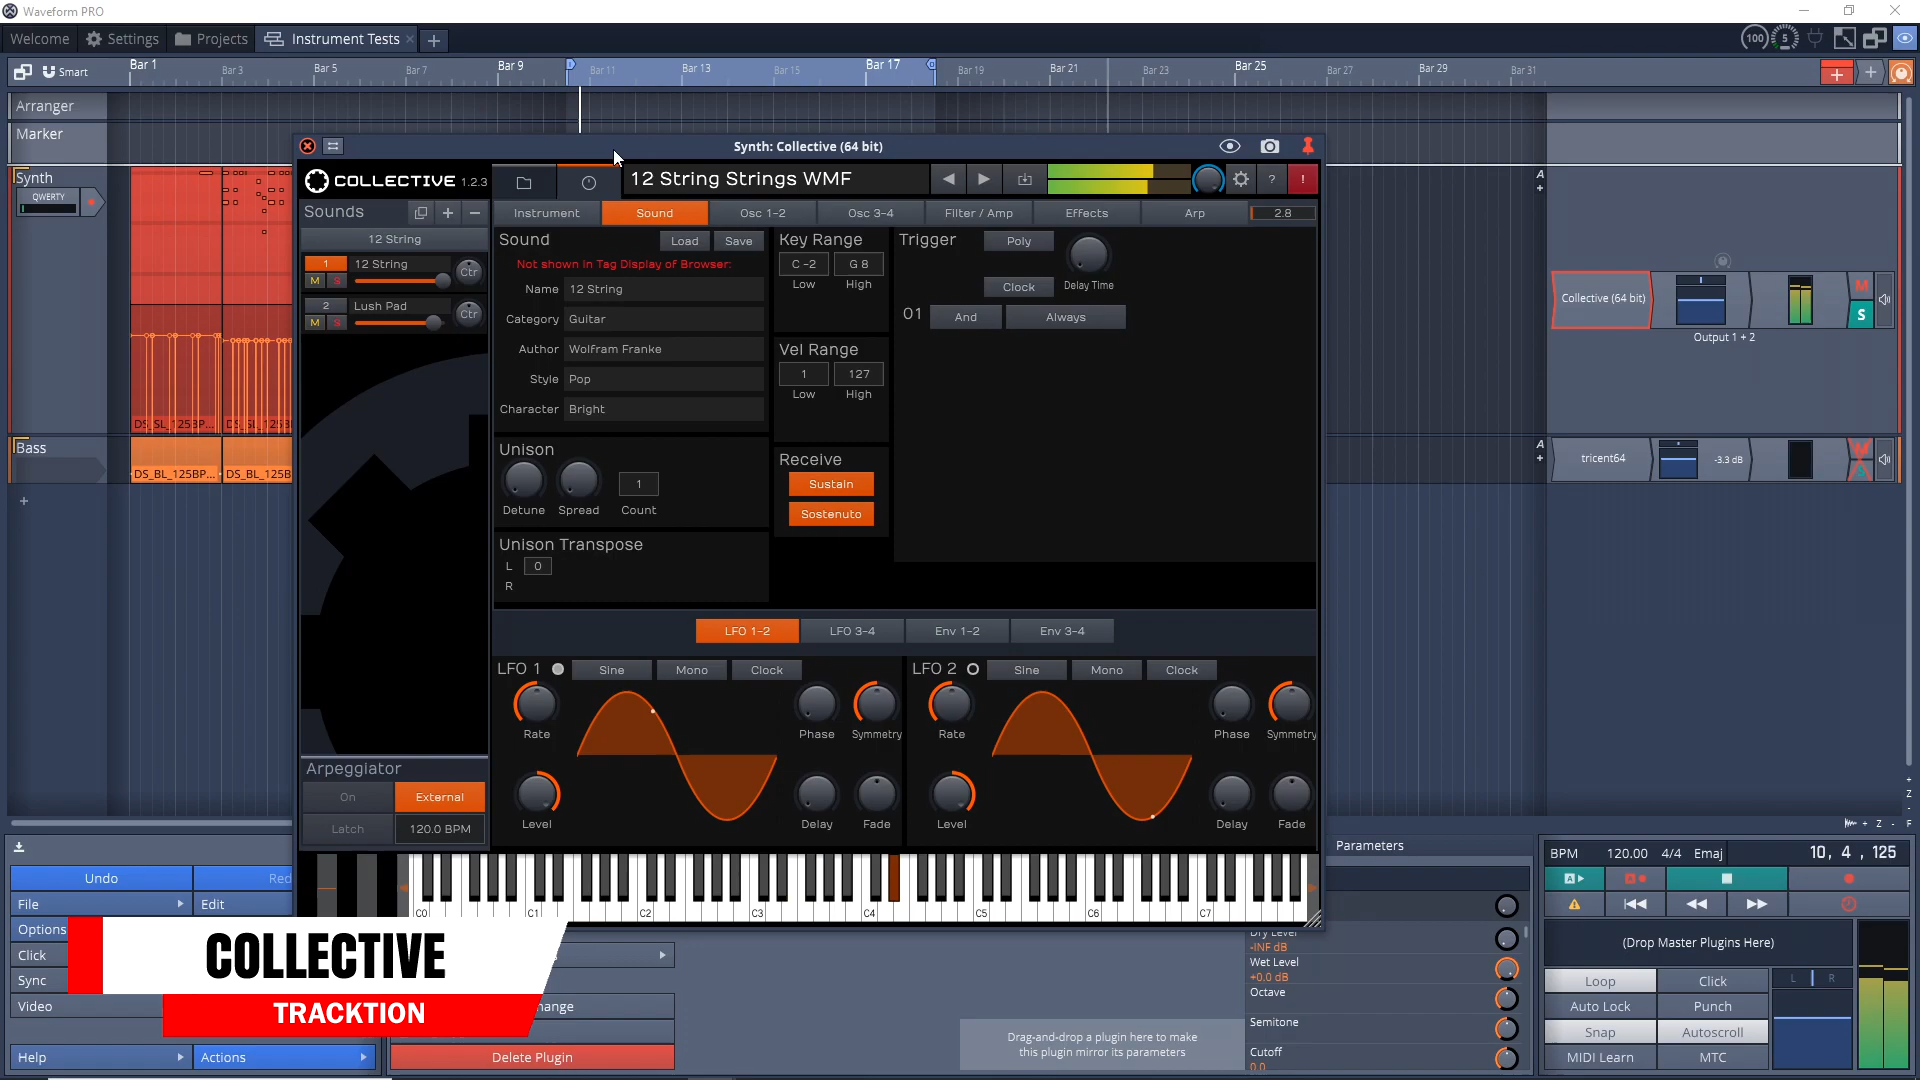 Waveform PRO
Welcome Settings Projects Instrument Tests × + 100 5
Smart Bar 1 Bar 3 Bar 5 Bar 7 Bar 9 Bar 11 Bar 13 Bar 15 Bar 17 Bar 19 Bar 21 Bar 23 Bar 25 Bar 27 Bar 29 Bar 31
Arranger
Marker
Synth: Collective (64 bit)
Synth
QWERTY
COLLECTIVE 1.2.3 12 String Strings WMF ? !
Sounds Instrument Sound Osc 1-2 Osc 3-4 Filter / Amp Effects Arp 2.8
12 String Sound Load Save Key Range Trigger Poly
1 12 String Ctr Not shown in Tag Display of Browser: C -2 G 8
M S Name 12 String Low High Clock Delay Time
2 Lush Pad Ctr Category Guitar 01 And Always
M S Author Wolfram Franke Vel Range
Style Pop 1 127
Character Bright Low High
Unison Receive
1 Sustain
Detune Spread Count Sostenuto
Unison Transpose
L 0
R
LFO 1-2 LFO 3-4 Env 1-2 Env 3-4
LFO 1 Sine Mono Clock LFO 2 Sine Mono Clock
Rate Phase Symmetry Rate Phase Symmetry
Level Delay Fade Level Delay Fade
Arpeggiator
On External
Latch 120.0 BPM
C0 C1 C2 C3 C4 C5 C6 C7
A
+
Collective (64 bit) M
S
Output 1 + 2
DS_SL_125BP...
Bass
DS_BL_125BP... DS_BL_125B
A
+
tricent64 -3.3 dB
+
Undo Red
File Edit
Options
Click
Sync
Video hange
Help Actions Delete Plugin
COLLECTIVE
TRACKTION
Parameters
Dry Level
-INF dB
Wet Level
+0.0 dB
Octave
Semitone
Cutoff
0.0
Drag-and-drop a plugin here to make
this plugin mirror its parameters
BPM 120.00 4/4 Emaj 10, 4 , 125
(Drop Master Plugins Here)
Loop Click L R
Auto Lock Punch
Snap Autoscroll
MIDI Learn MTC